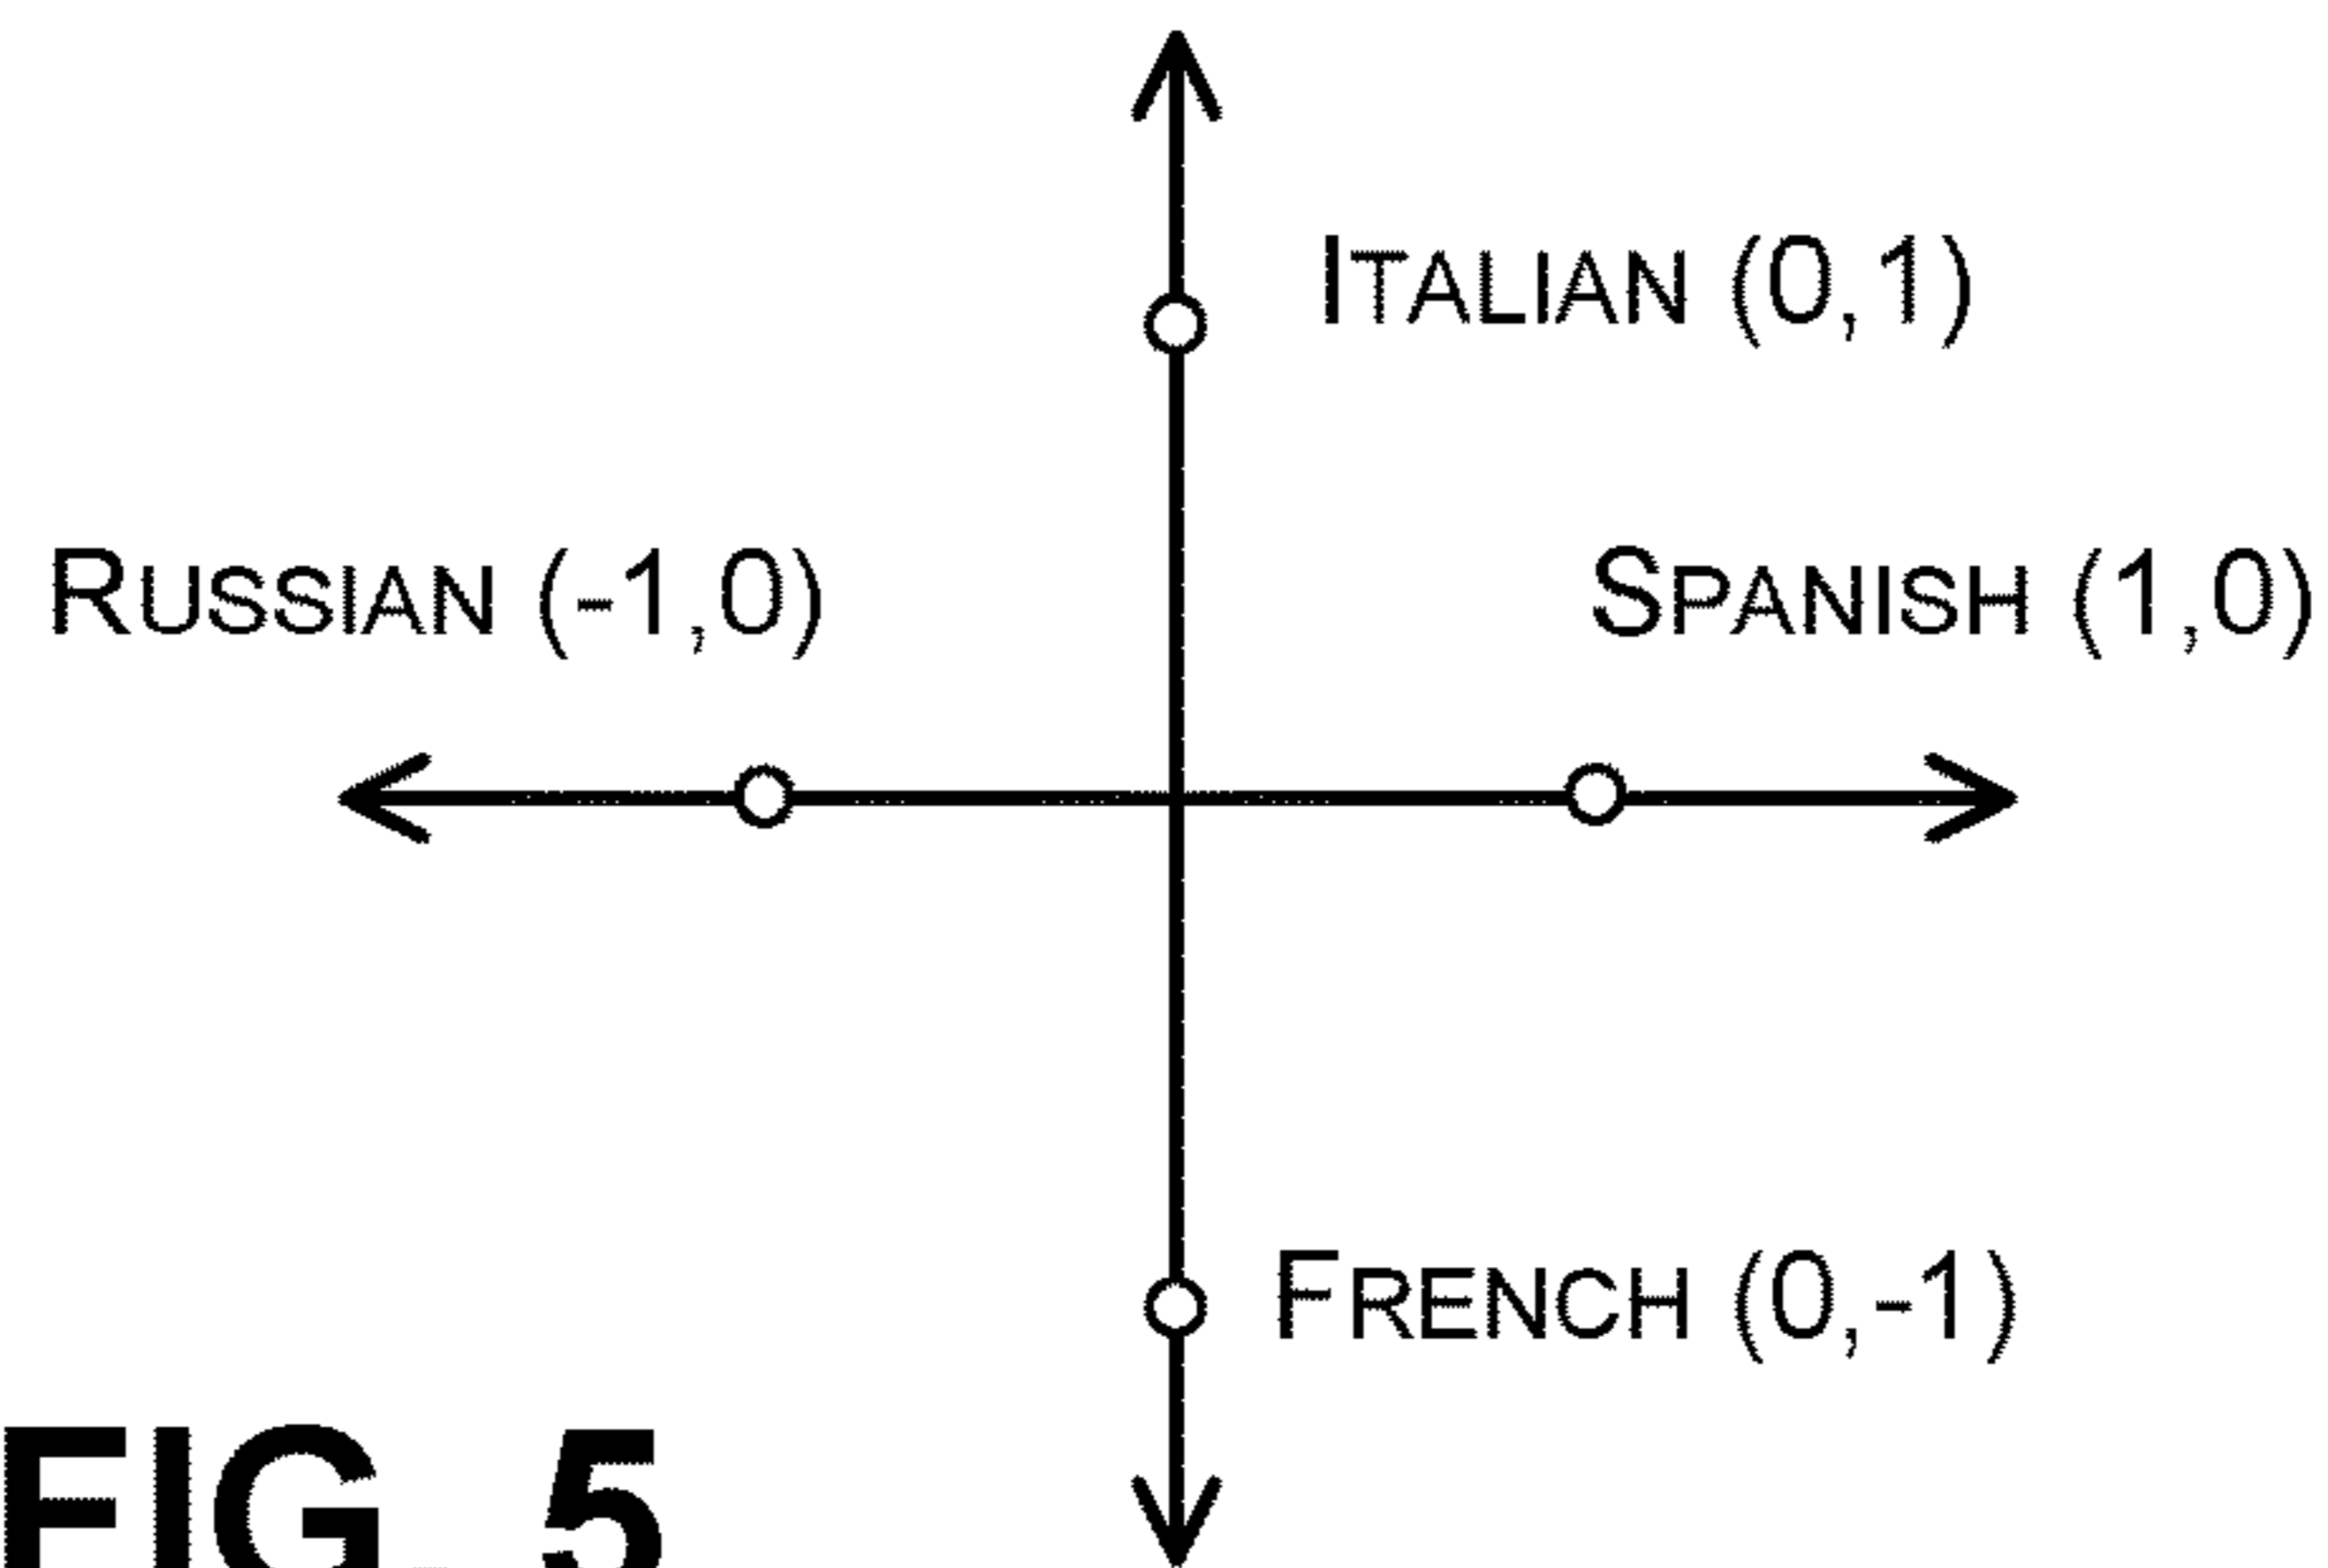 ITALIAN (0,1)
RUSSIAN (-1,0)
SPANISH (1,0)
FRENCH (0,-1)
FIG. 5